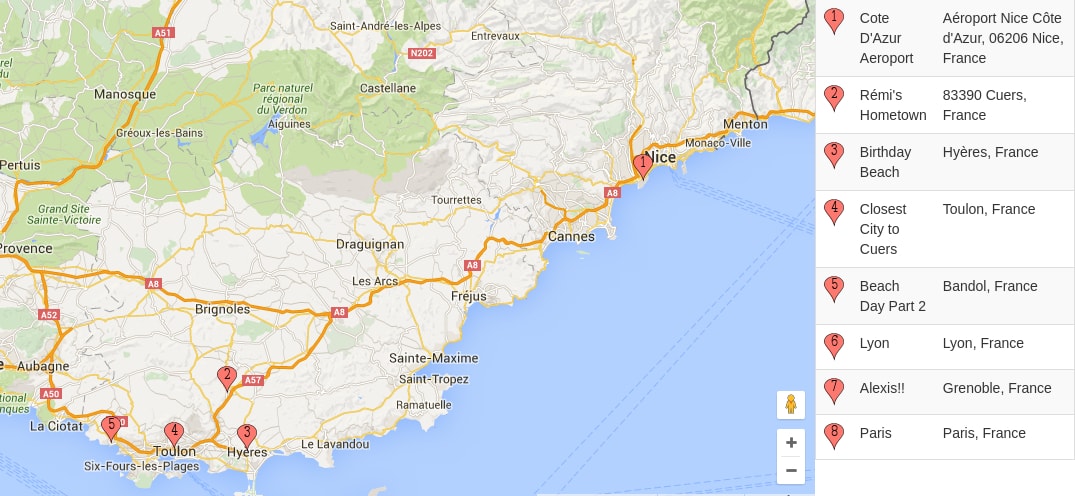 A51
Saint-André-les-Alpes
Entrevaux
N202
Manosque
Castellane
Parc naturel
régional
du Verdon
Aiguines
Gréoux-les-Bains
Menton
Monaco-Ville
Nice
1
Pertuis
A8
Tourrettes
Grand Site
Sainte-Victoire
Provence
Draguignan
Cannes
A8
A8
Les Arcs
Fréjus
Brignoles
A8
A52
Sainte-Maxime
Aubagne
2
A57
Saint-Tropez
A50
Ramatuelle
La Ciotat
5
4
3
Toulon
Hyères
Le Lavandou
Six-Fours-les-Plages
+
−
1
Cote
D'Azur
Aeroport
Aéroport Nice Côte
d'Azur, 06206 Nice,
France
2
Rémi's
Hometown
83390 Cuers,
France
3
Birthday
Beach
Hyères, France
4
Closest
City to
Cuers
Toulon, France
5
Beach
Day Part 2
Bandol, France
6
Lyon
Lyon, France
7
Alexis!!
Grenoble, France
8
Paris
Paris, France